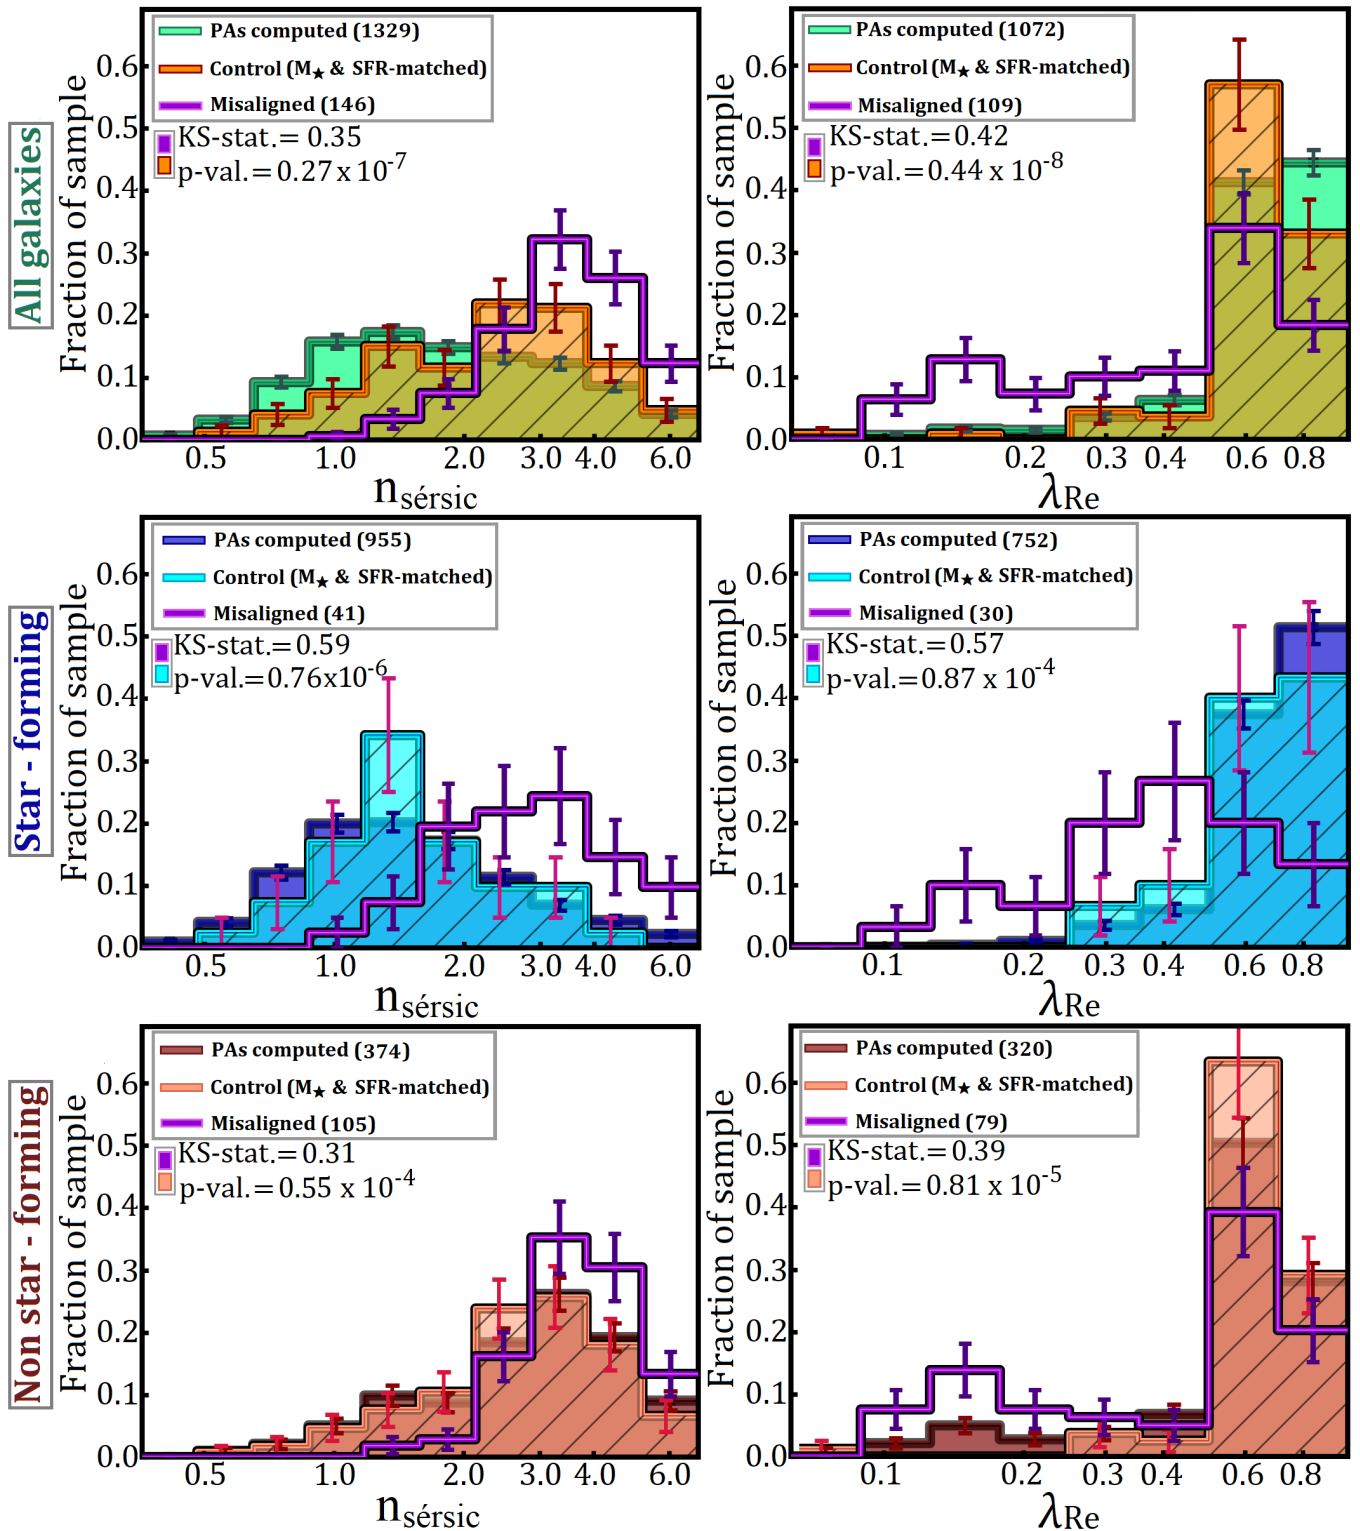 All galaxies
Fraction of sample
0.6
0.5
0.4
0.3
0.2
0.1
0.0
PAs computed (1329)
Control (M★ & SFR-matched)
Misaligned (146)
KS-stat.= 0.35
p-val.= 0.27 x 10-7
0.5 1.0 2.0 3.0 4.0 6.0
nsérsic
Fraction of sample
0.6
0.5
0.4
0.3
0.2
0.1
0.0
PAs computed (1072)
Control (M★ & SFR-matched)
Misaligned (109)
KS-stat.= 0.42
p-val.= 0.44 x 10-8
0.1 0.2 0.3 0.4 0.6 0.8
λRe
Star - forming
Fraction of sample
0.6
0.5
0.4
0.3
0.2
0.1
0.0
PAs computed (955)
Control (M★ & SFR-matched)
Misaligned (41)
KS-stat.=0.59
p-val.=0.76x10-6
0.5 1.0 2.0 3.0 4.0 6.0
nsérsic
Fraction of sample
0.6
0.5
0.4
0.3
0.2
0.1
0.0
PAs computed (752)
Control (M★ & SFR-matched)
Misaligned (30)
KS-stat.=0.57
p-val.=0.87 x 10-4
0.1 0.2 0.3 0.4 0.6 0.8
λRe
Non star - forming
Fraction of sample
0.6
0.5
0.4
0.3
0.2
0.1
0.0
PAs computed (374)
Control (M★ & SFR-matched)
Misaligned (105)
KS-stat.=0.31
p-val.=0.55 x 10-4
0.5 1.0 2.0 3.0 4.0 6.0
nsérsic
Fraction of sample
0.6
0.5
0.4
0.3
0.2
0.1
0.0
PAs computed (320)
Control (M★ & SFR-matched)
Misaligned (79)
KS-stat.=0.39
p-val.=0.81 x 10-5
0.1 0.2 0.3 0.4 0.6 0.8
λRe